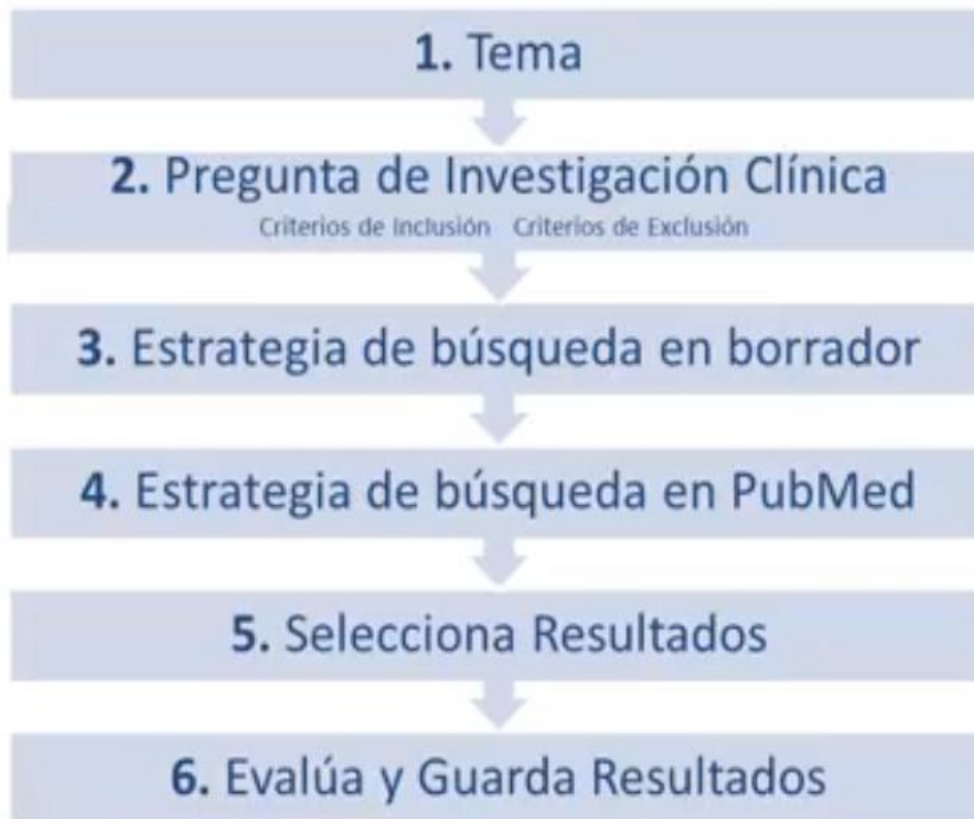 1. Tema
2. Pregunta de Investigación Clínica
Criterios de Inclusión Criterios de Exclusión
3. Estrategia de búsqueda en borrador
4. Estrategia de búsqueda en PubMed
5. Selecciona Resultados
6. Evalúa y Guarda Resultados